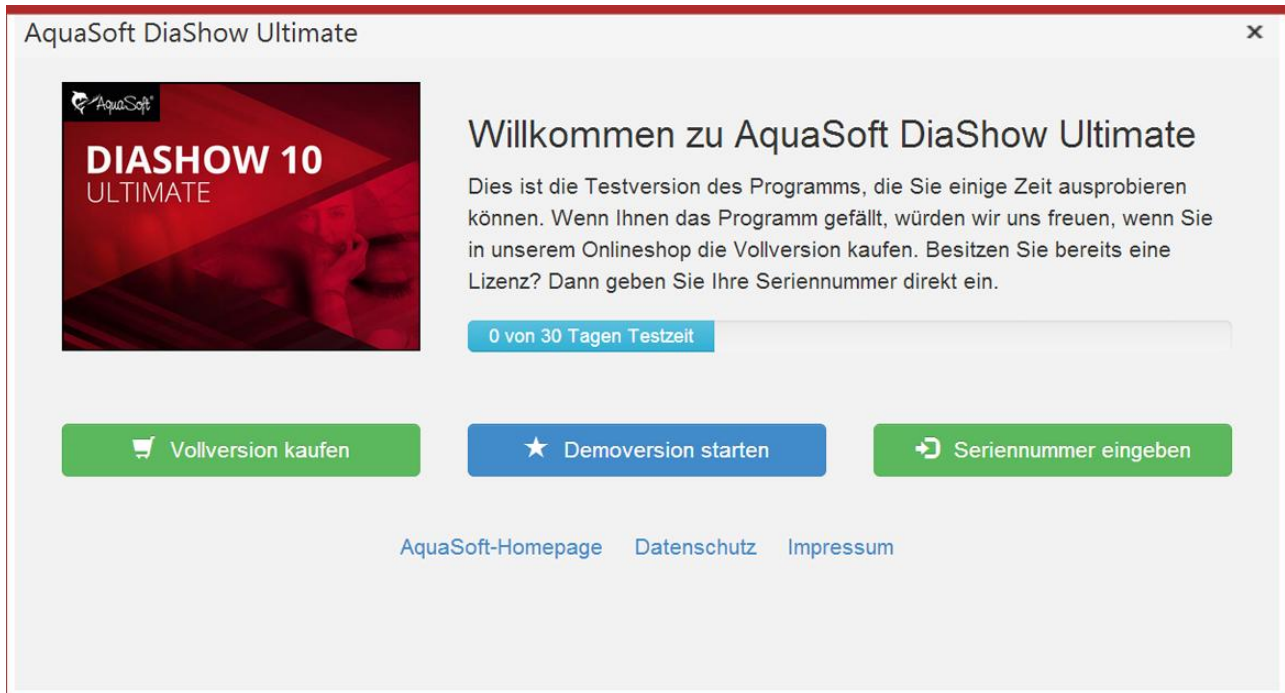 AquaSoft DiaShow Ultimate
AquaSoft®
DIASHOW 10
ULTIMATE
Willkommen zu AquaSoft DiaShow Ultimate
Dies ist die Testversion des Programms, die Sie einige Zeit ausprobieren
können. Wenn Ihnen das Programm gefällt, würden wir uns freuen, wenn Sie
in unserem Onlineshop die Vollversion kaufen. Besitzen Sie bereits eine
Lizenz? Dann geben Sie Ihre Seriennummer direkt ein.
0 von 30 Tagen Testzeit
Vollversion kaufen
Demoversion starten
Seriennummer eingeben
AquaSoft-Homepage Datenschutz Impressum